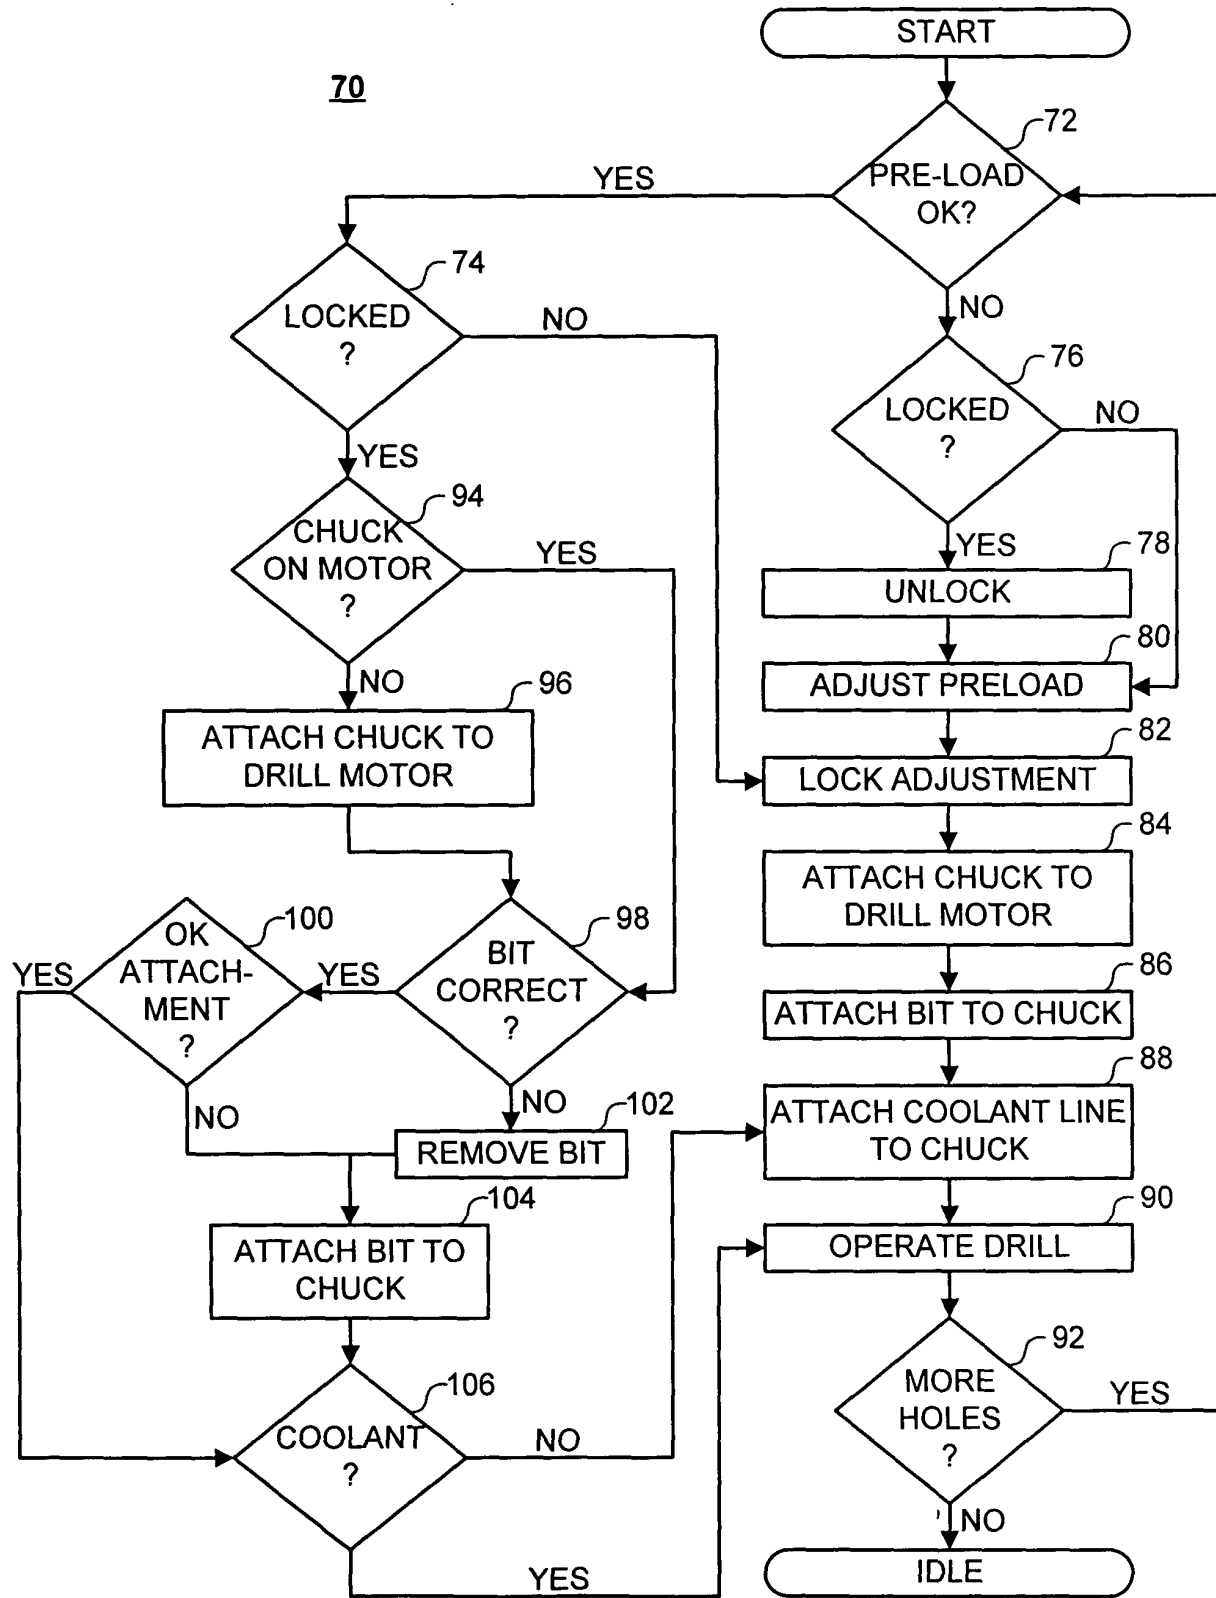 START
70
72
PRE-LOAD
OK?
YES
NO
74
LOCKED
?
NO
YES
76
LOCKED
?
NO
YES
94
CHUCK
ON MOTOR
?
YES
NO
78
UNLOCK
80
ADJUST PRELOAD
96
ATTACH CHUCK TO
DRILL MOTOR
82
LOCK ADJUSTMENT
84
ATTACH CHUCK TO
DRILL MOTOR
100
OK
ATTACH-
MENT
?
YES
NO
98
BIT
CORRECT
?
YES
NO
86
ATTACH BIT TO CHUCK
102
REMOVE BIT
88
ATTACH COOLANT LINE
TO CHUCK
104
ATTACH BIT TO
CHUCK
90
OPERATE DRILL
106
COOLANT
?
NO
YES
92
MORE
HOLES
?
YES
NO
IDLE